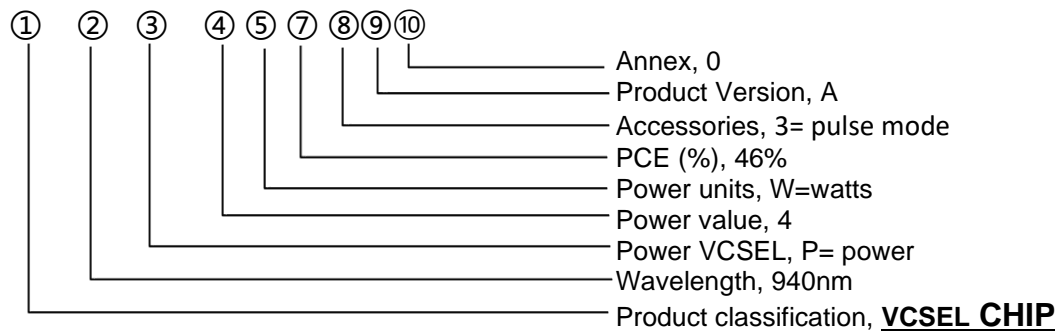 ① ② ③ ④ ⑤ ⑦ ⑧ ⑨ ⑩
Annex, 0
Product Version, A
Accessories, 3= pulse mode
PCE (%), 46%
Power units, W=watts
Power value, 4
Power VCSEL, P= power
Wavelength, 940nm
Product classification, VCSEL CHIP